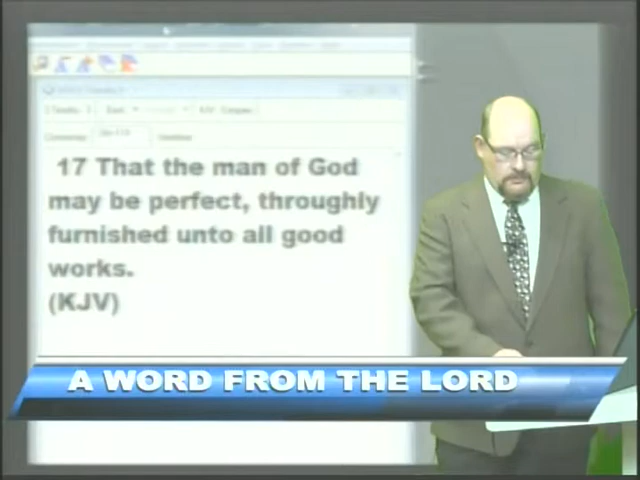 17 That the man of God
may be perfect, throughly
furnished unto all good
works.
(KJV)
A WORD FROM THE LORD